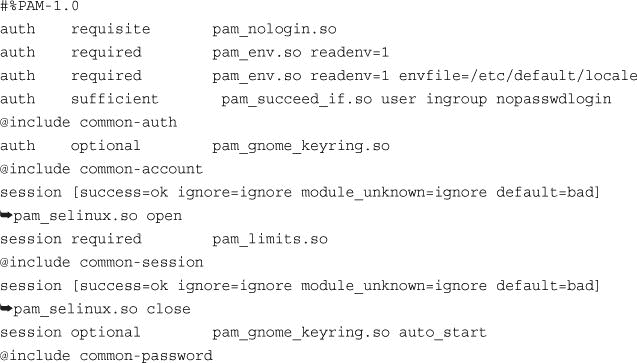 #%PAM-1.0
auth    requisite       pam_nologin.so
auth    required        pam_env.so readenv=1
auth    required        pam_env.so readenv=1 envfile=/etc/default/locale
auth    sufficient       pam_succeed_if.so user ingroup nopasswdlogin
@include common-auth
auth    optional        pam_gnome_keyring.so
@include common-account
session [success=ok ignore=ignore module_unknown=ignore default=bad]
➥pam_selinux.so open
session required        pam_limits.so
@include common-session
session [success=ok ignore=ignore module_unknown=ignore default=bad]
➥pam_selinux.so close
session optional        pam_gnome_keyring.so auto_start
@include common-password